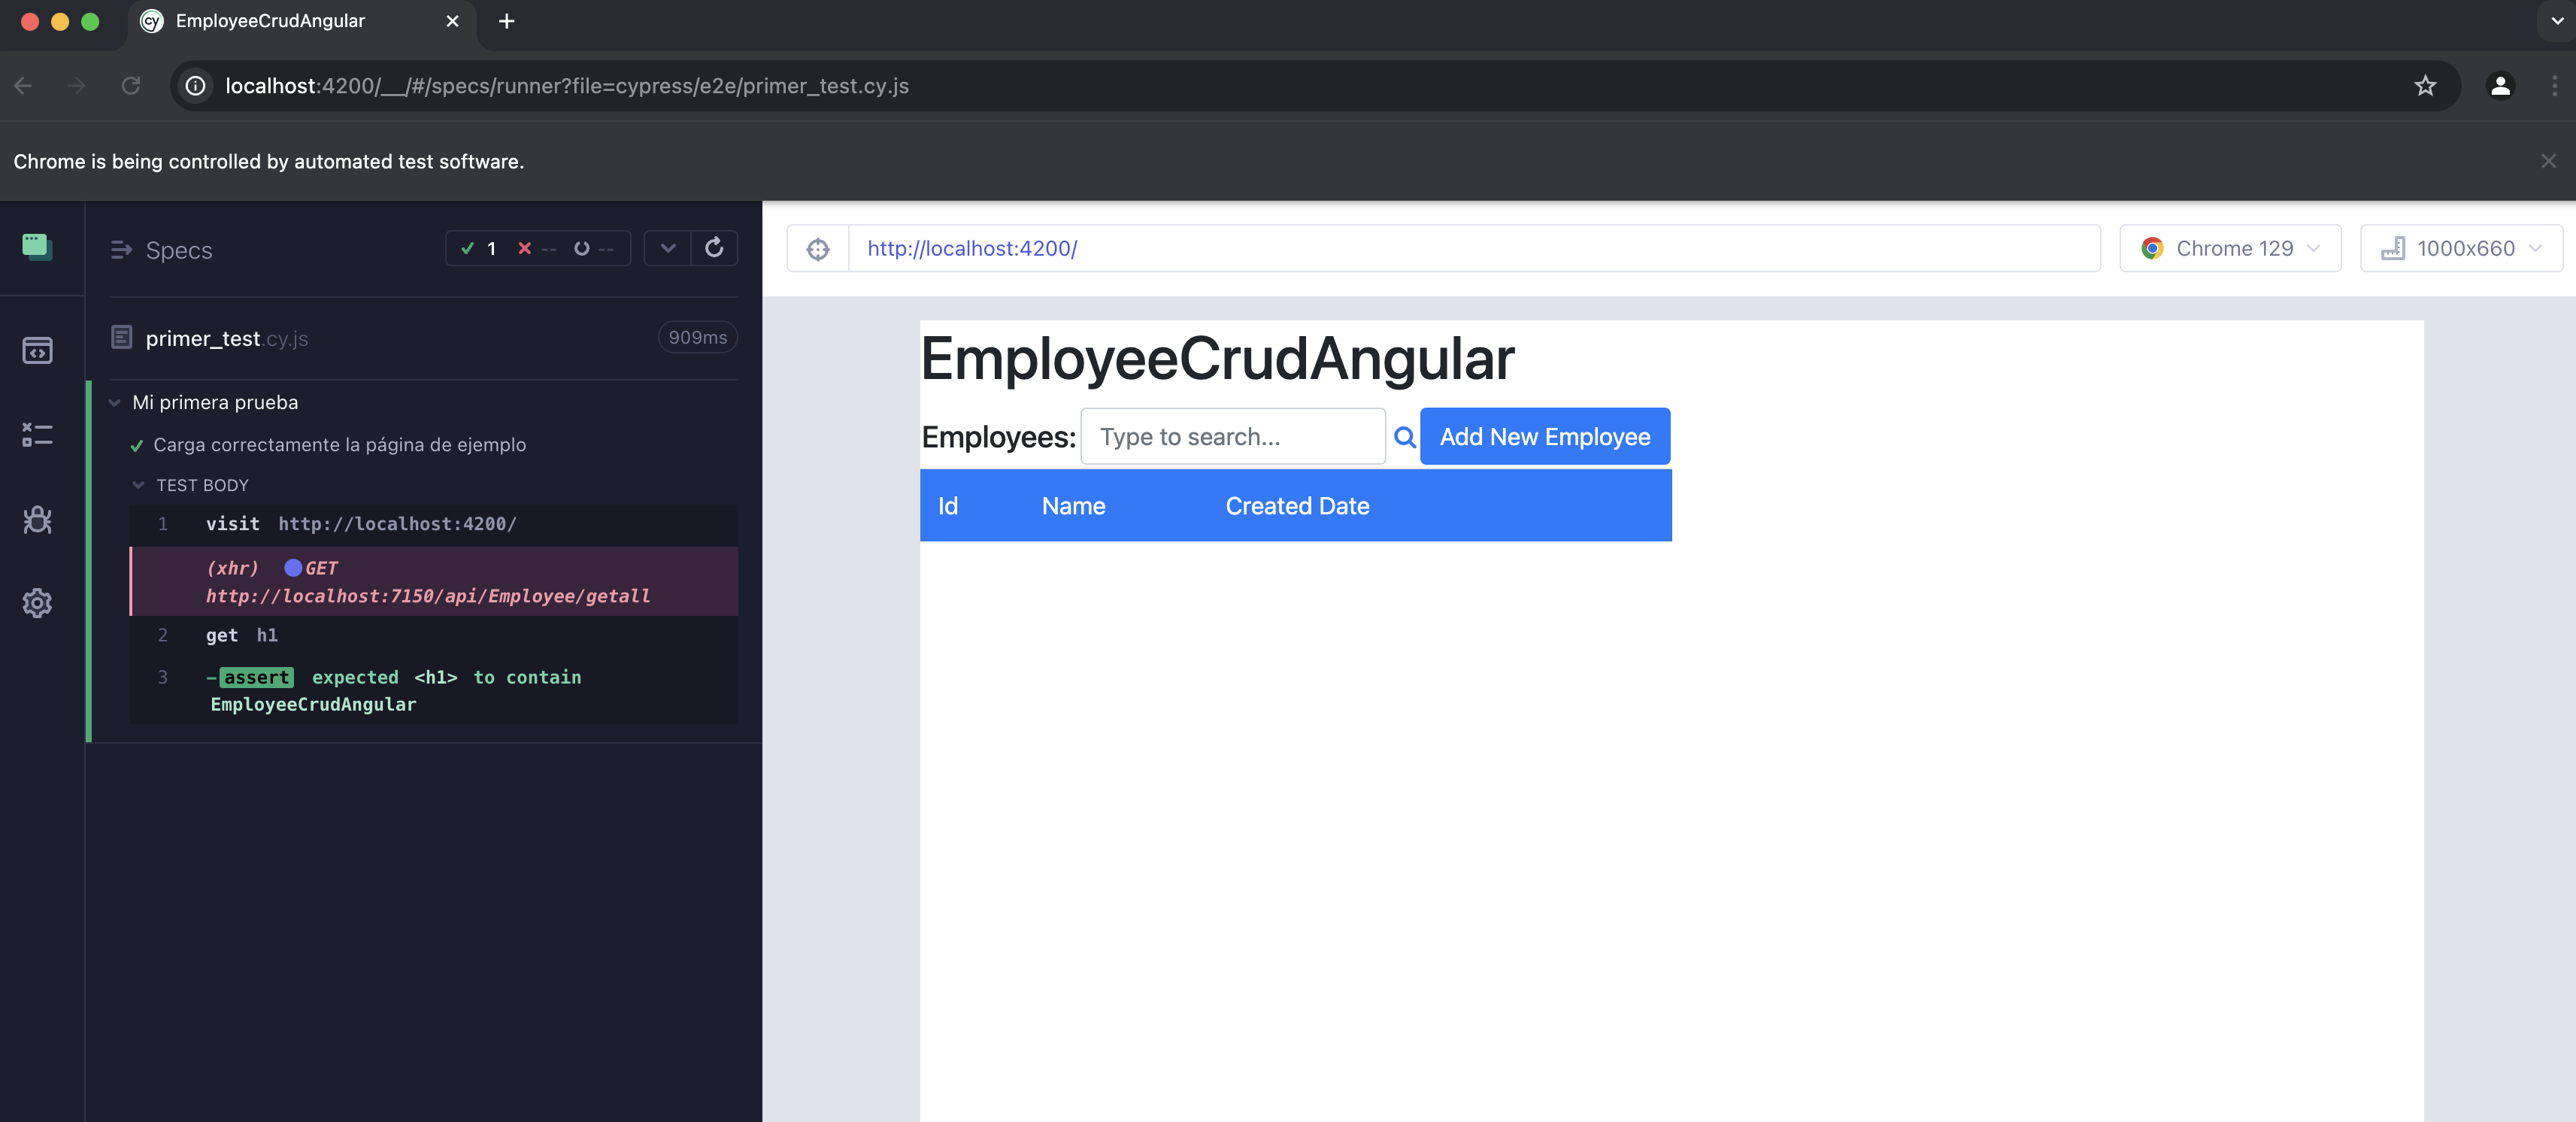 EmployeeCrudAngular
localhost:4200/__/#/specs/runner?file=cypress/e2e/primer_test.cy.js
Chrome is being controlled by automated test software.
Specs
1 -- --
primer_test.cy.js 909ms
Mi primera prueba
Carga correctamente la página de ejemplo
TEST BODY
1 visit http://localhost:4200/
(xhr) GET
http://localhost:7150/api/Employee/getall
2 get h1
3 -assert expected <h1> to contain
EmployeeCrudAngular
http://localhost:4200/ Chrome 129 1000x660
EmployeeCrudAngular
Employees: Type to search... Add New Employee
Id Name Created Date